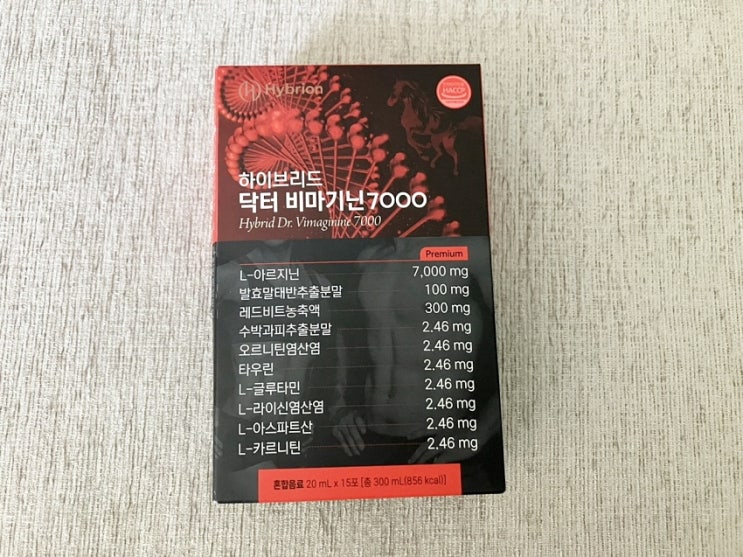 Hybrion
HACCP
하이브리드
닥터 비마기닌7000
Hybrid Dr. Vimaginine 7000
Premium
L-아르지닌 7,000 mg
발효말태반추출분말 100 mg
레드비트농축액 300 mg
수박과피추출분말 2.46 mg
오르니틴염산염 2.46 mg
타우린 2.46 mg
L-글루타민 2.46 mg
L-라이신염산염 2.46 mg
L-아스파트산 2.46 mg
L-카르니틴 2.46 mg
혼합음료 20 mL x 15포 [총 300 mL(856 kcal)]